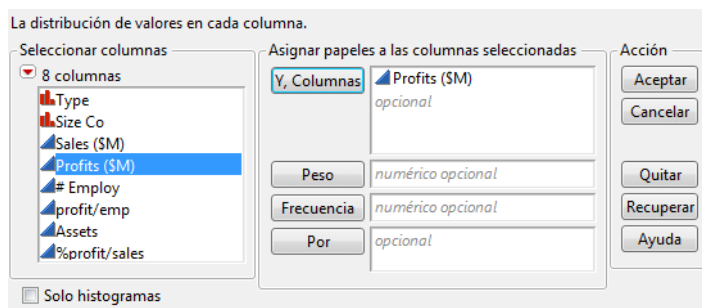 La distribución de valores en cada columna.
Seleccionar columnas
8 columnas
Type
Size Co
Sales ($M)
Profits ($M)
# Employ
profit/emp
Assets
%profit/sales
Solo histogramas
Asignar papeles a las columnas seleccionadas
Y, Columnas
Profits ($M)
opcional
Peso
numérico opcional
Frecuencia
numérico opcional
Por
opcional
Acción
Aceptar
Cancelar
Quitar
Recuperar
Ayuda